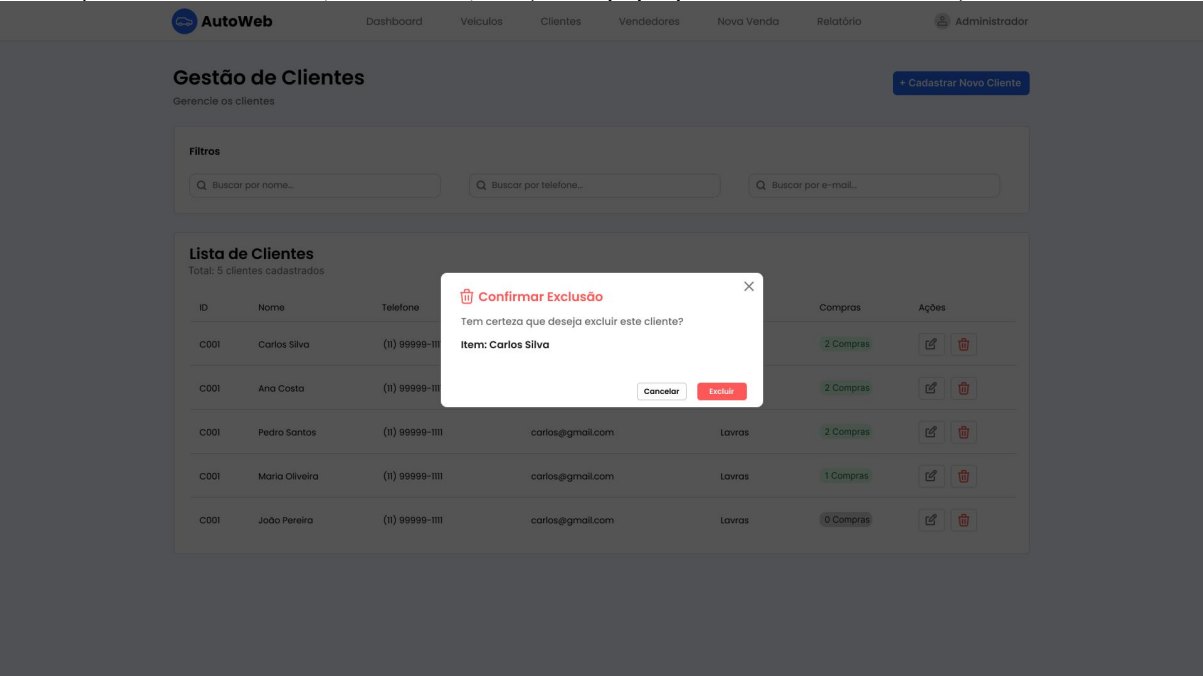 AutoWeb Dashboard Veiculos Clientes Vendedores Nova Venda Relatório Administrador
Gestão de Clientes
+ Cadastrar Novo Cliente
Gerencie os clientes
Filtros
Buscar por nome... Buscar por telefone... Buscar por e-mail...
Lista de Clientes
Total: 5 clientes cadastrados
Confirmar Exclusão
Tem certeza que deseja excluir este cliente?
Item: Carlos Silva
Cancelar Excluir
ID Nome Telefone Compras Ações
C001 Carlos Silva (11) 99999-111 2 Compras
C001 Ana Costa (11) 99999-111 2 Compras
C001 Pedro Santos (11) 99999-1111 carlos@gmail.com Lavras 2 Compras
C001 Maria Oliveira (11) 99999-1111 carlos@gmail.com Lavras 1 Compras
C001 João Pereira (11) 99999-1111 carlos@gmail.com Lavras 0 Compras